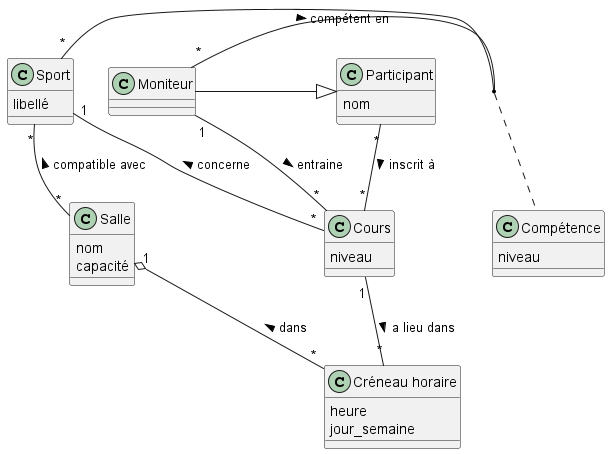 compétent en
*
*
C Sport
libellé
C Moniteur
C Participant
nom
1
1
*
*
compatible avec
concerne
entraine
inscrit à
*
*
*
*
C Salle
nom
capacité
C Cours
niveau
C Compétence
niveau
1
1
dans
a lieu dans
*
*
C Créneau horaire
heure
jour_semaine